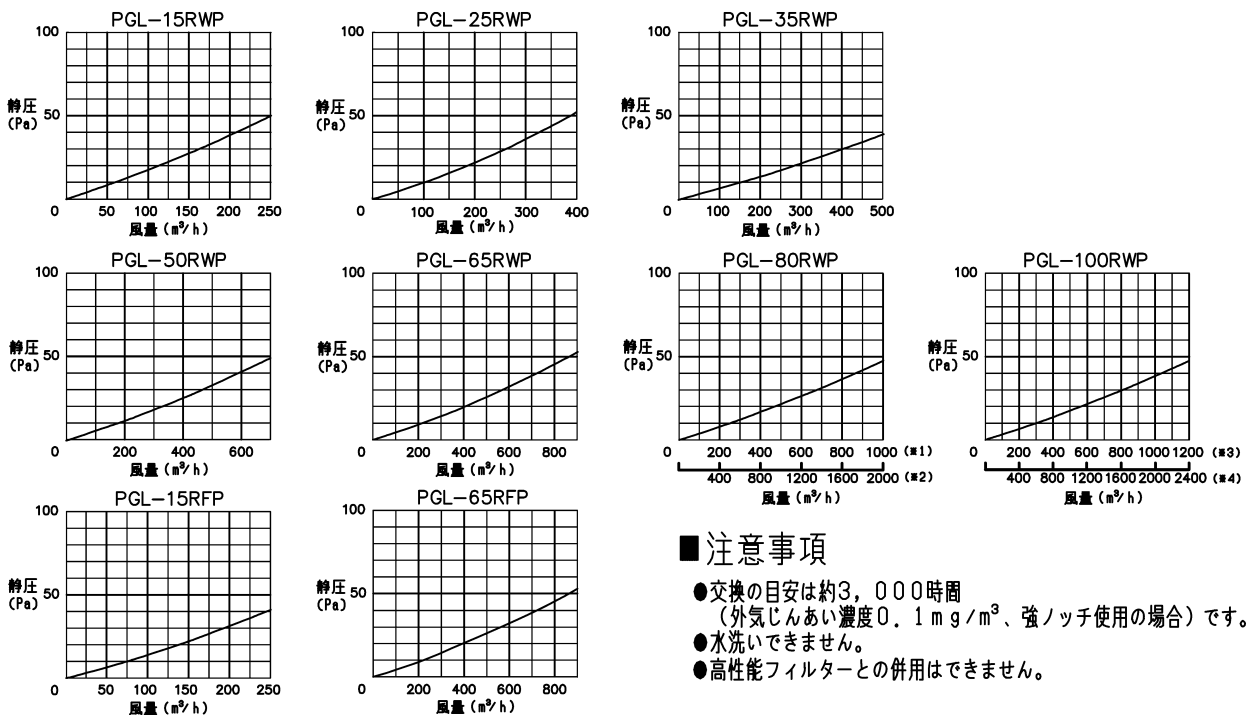 PGL-15RWP
100
静圧
(Pa)
50
0 50 100 150 200 250
風量(m³/h)
PGL-25RWP
100
静圧
(Pa)
50
0 100 200 300 400
風量(m³/h)
PGL-35RWP
100
静圧
(Pa)
50
0 100 200 300 400 500
風量(m³/h)
PGL-50RWP
100
静圧
(Pa)
50
0 200 400 600
風量(m³/h)
PGL-65RWP
100
静圧
(Pa)
50
0 200 400 600 800
風量(m³/h)
PGL-80RWP
100
静圧
(Pa)
50
0 200 400 600 800 1000 (※1)
400 800 1200 1600 2000 (※2)
風量(m³/h)
PGL-100RWP
100
静圧
(Pa)
50
0 200 400 600 800 1000 1200 (※3)
400 800 1200 1600 2000 2400 (※4)
風量(m³/h)
PGL-15RFP
100
静圧
(Pa)
50
0 50 100 150 200 250
風量(m³/h)
PGL-65RFP
100
静圧
(Pa)
50
0 200 400 600 800
風量(m³/h)
■注意事項
●交換の目安は約3,000時間
(外気じんあい濃度0.1mg/m³、強ノッチ使用の場合)です。
●水洗いできません。
●高性能フィルターとの併用はできません。